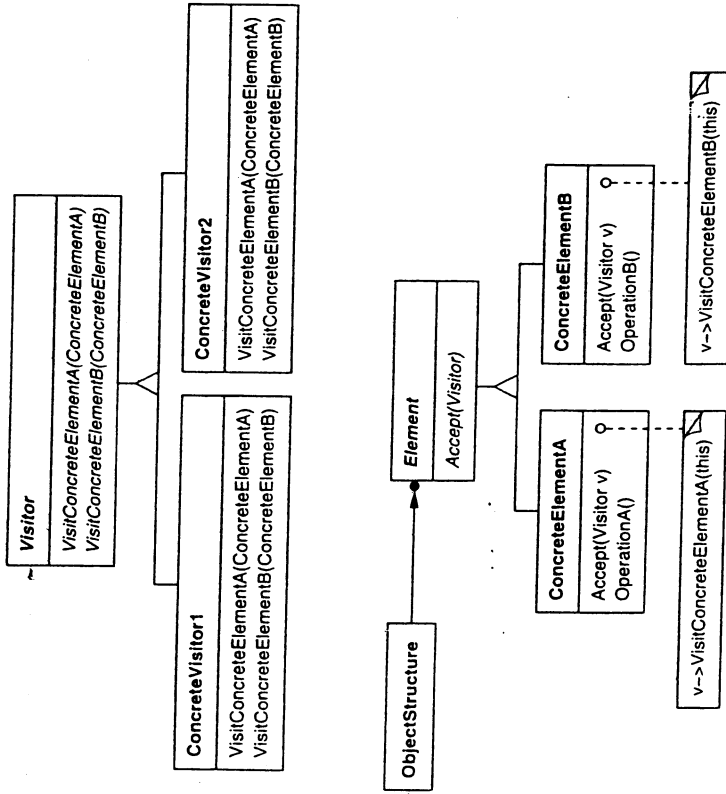 Visitor
VisitConcreteElementA(ConcreteElementA)
VisitConcreteElementB(ConcreteElementB)
ConcreteVisitor1
VisitConcreteElementA(ConcreteElementA)
VisitConcreteElementB(ConcreteElementB)
ConcreteVisitor2
VisitConcreteElementA(ConcreteElementA)
VisitConcreteElementB(ConcreteElementB)
ObjectStructure
Element
Accept(Visitor)
ConcreteElementA
Accept(Visitor v)
OperationA()
ConcreteElementB
Accept(Visitor v)
OperationB()
v–>VisitConcreteElementA(this)
v–>VisitConcreteElementB(this)